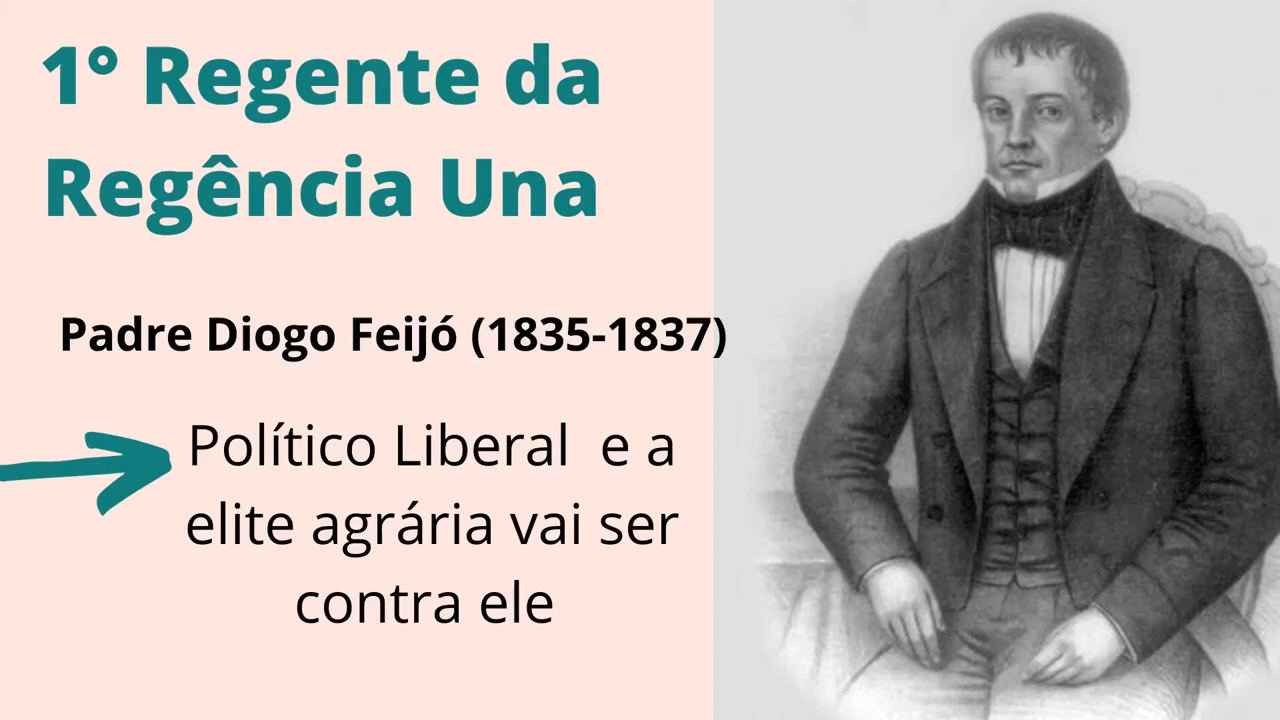 1° Regente da
Regência Una
Padre Diogo Feijó (1835-1837)
Político Liberal  e a
elite agrária vai ser
contra ele